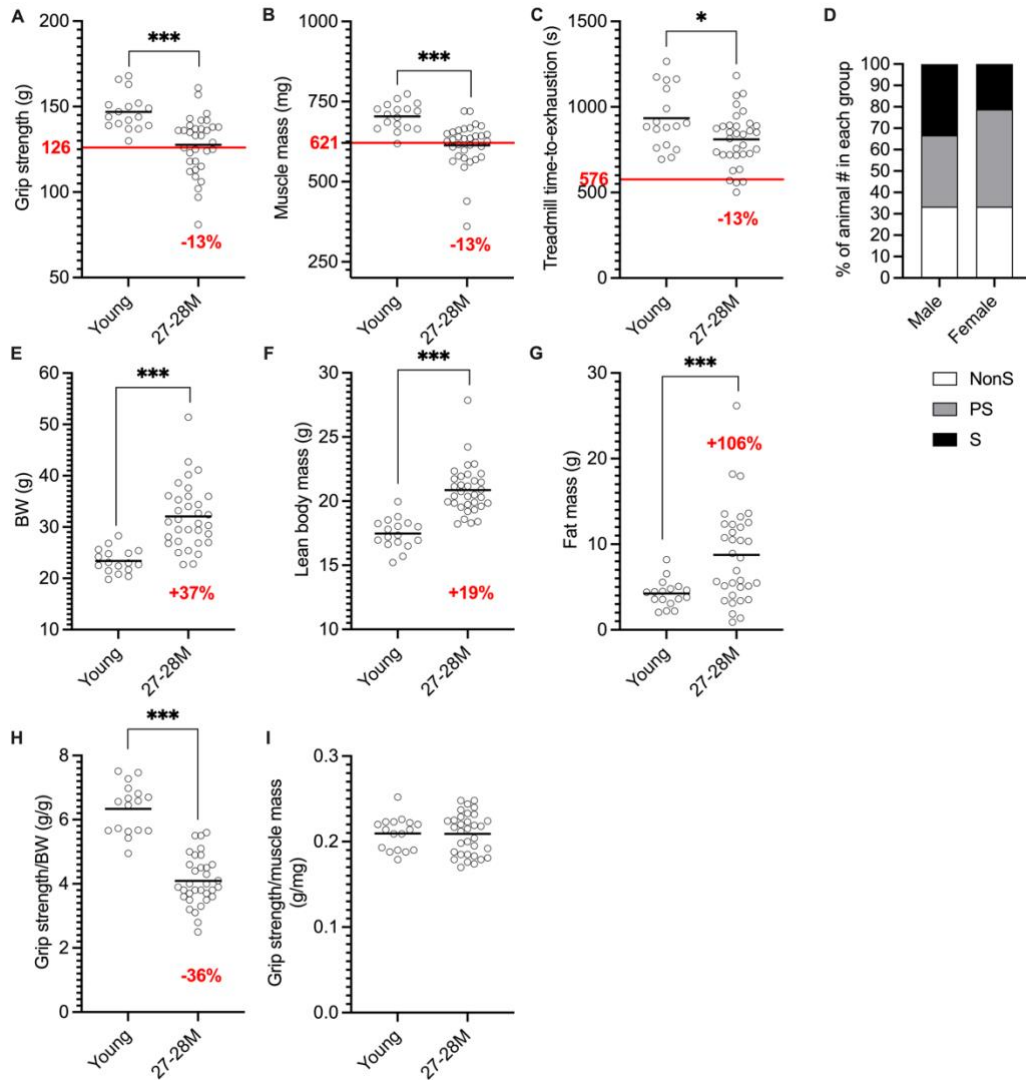 A
Grip strength (g)
200
150
126
100
50
***
-13%
Young
27-28M
B
Muscle mass (mg)
1000
750
621
500
250
***
-13%
Young
27-28M
C
Treadmill time-to-exhaustion (s)
1500
1000
576
500
0
*
-13%
Young
27-28M
D
% of animal # in each group
100
90
80
70
60
50
40
30
20
10
0
Male
Female
NonS
PS
S
E
BW (g)
60
50
40
30
20
10
***
+37%
Young
27-28M
F
Lean body mass (g)
30
25
20
15
10
***
+19%
Young
27-28M
G
Fat mass (g)
30
20
10
0
***
+106%
Young
27-28M
H
Grip strength/BW (g/g)
8
6
4
2
0
***
-36%
Young
27-28M
I
Grip strength/muscle mass
(g/mg)
0.3
0.2
0.1
0.0
Young
27-28M